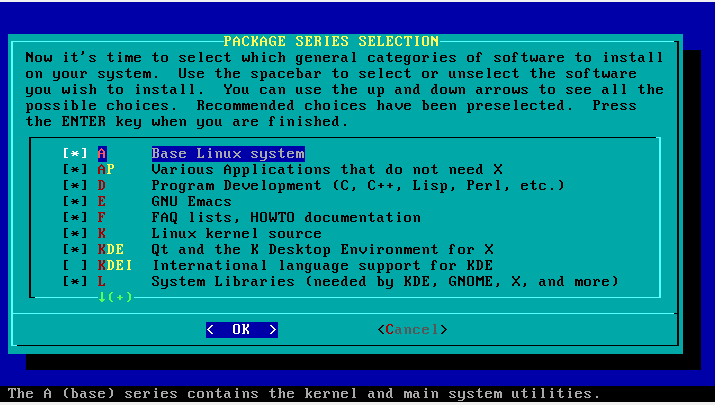 PACKAGE SERIES SELECTION
Now it's time to select which general categories of software to install
on your system.  Use the spacebar to select or unselect the software
you wish to install.  You can use the up and down arrows to see all the
possible choices.  Recommended choices have been preselected.  Press
the ENTER key when you are finished.
[*] A     Base Linux system
[*] AP    Various Applications that do not need X
[*] D     Program Development (C, C++, Lisp, Perl, etc.)
[*] E     GNU Emacs
[*] F     FAQ lists, HOWTO documentation
[*] K     Linux kernel source
[*] KDE   Qt and the K Desktop Environment for X
[ ] KDEI  International language support for KDE
[*] L     System Libraries (needed by KDE, GNOME, X, and more)
↓(+)
<  OK  >          <Cancel>
The A (base) series contains the kernel and main system utilities.